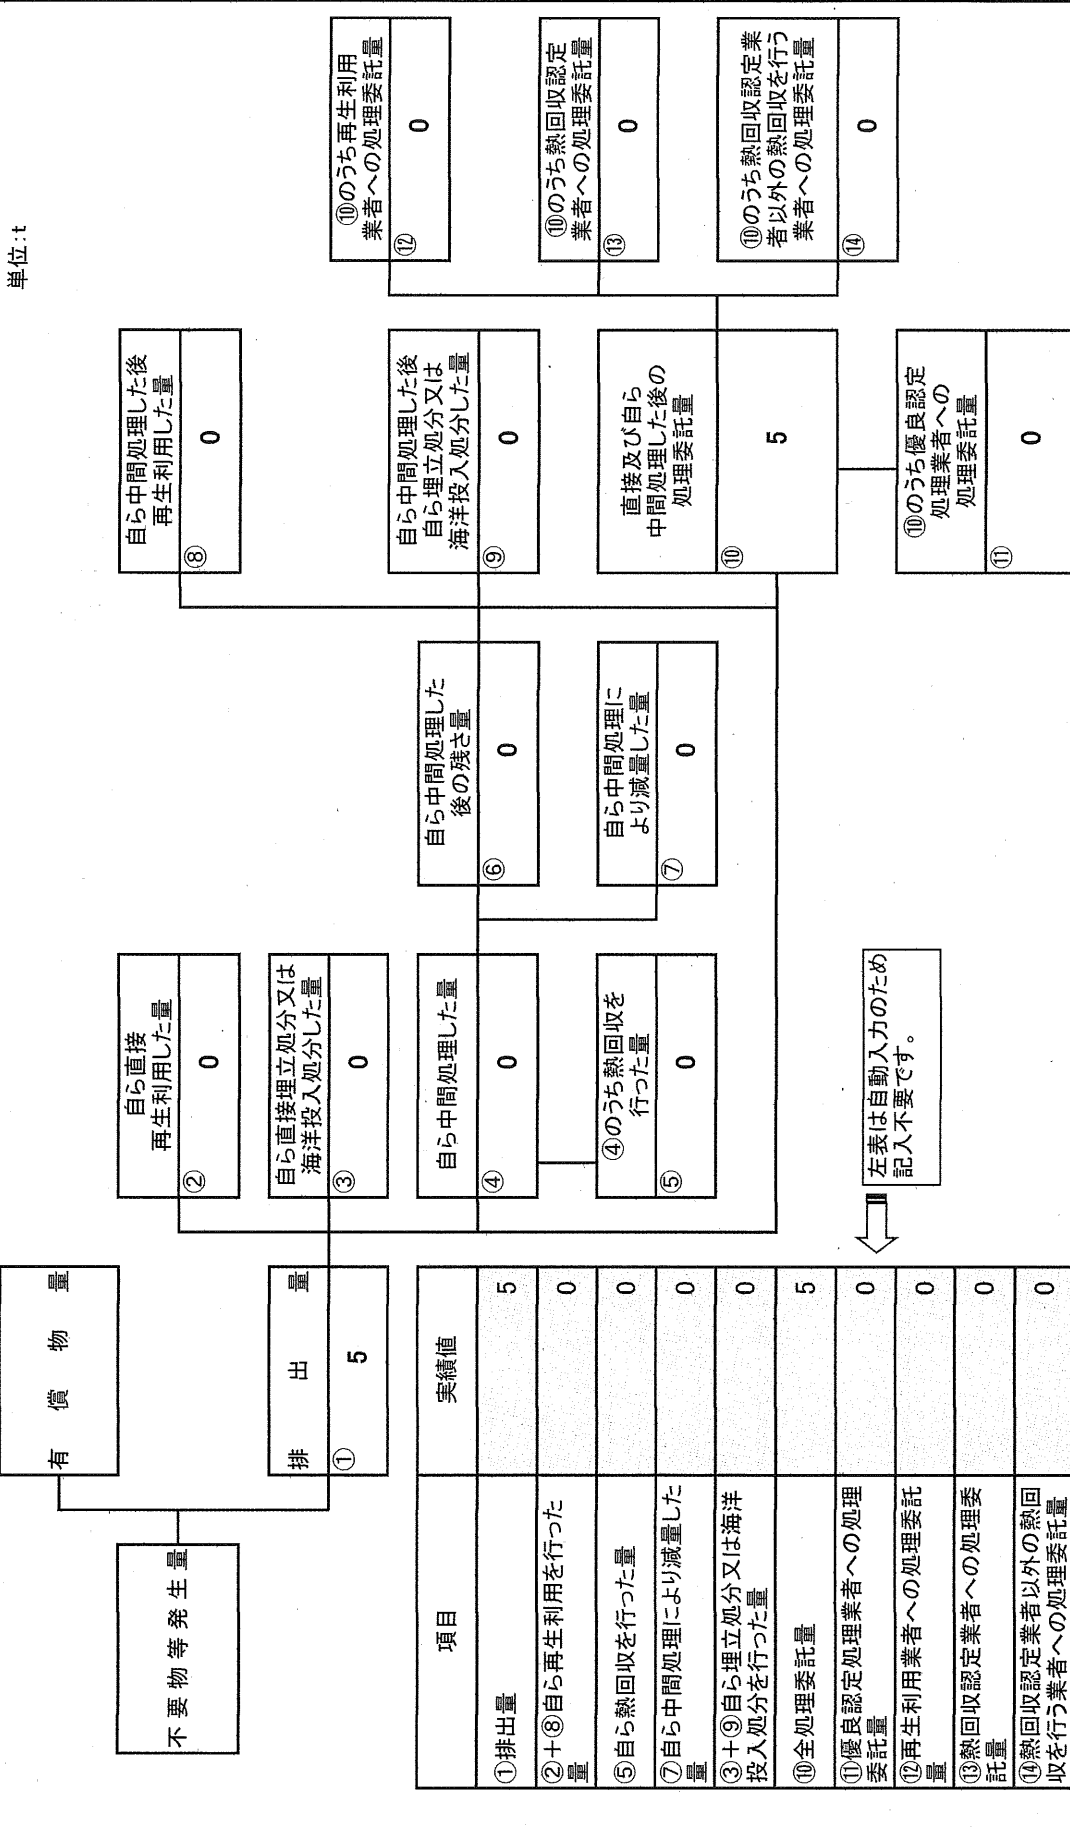 単位:t
有償物量
不要物等発生量
排出量
①
5
自ら直接
再生利用した量
②
0
自ら直接埋立処分又は
海洋投入処分した量
③
0
自ら中間処理した量
④
0
④のうち熱回収を
行った量
⑤
0
自ら中間処理した
後の残さ量
⑥
0
自ら中間処理に
より減量した量
⑦
0
自ら中間処理した後
再生利用した量
⑧
0
自ら中間処理した後
自ら埋立処分又は
海洋投入処分した量
⑨
0
直接及び自ら
中間処理した後の
処理委託量
⑩
5
⑩のうち優良認定
処理業者への
処理委託量
⑪
0
⑩のうち再生利用
業者への処理委託量
⑫
0
⑩のうち熱回収認定
業者への処理委託量
⑬
0
⑩のうち熱回収認定業
者以外の熱回収を行う
業者への処理委託量
⑭
0
項目 実績値
①排出量 5
②+⑧自ら再生利用を行った
量 0
⑤自ら熱回収を行った量 0
⑦自ら中間処理により減量した
量 0
③+⑨自ら埋立処分又は海洋
投入処分を行った量 0
⑩全処理委託量 5
⑪優良認定処理業者への処理
委託量 0
⑫再生利用業者への処理委託
量 0
⑬熱回収認定業者への処理委
託量 0
⑭熱回収認定業者以外の熱回
収を行う業者への処理委託量 0
左表は自動入力のため
記入不要です。